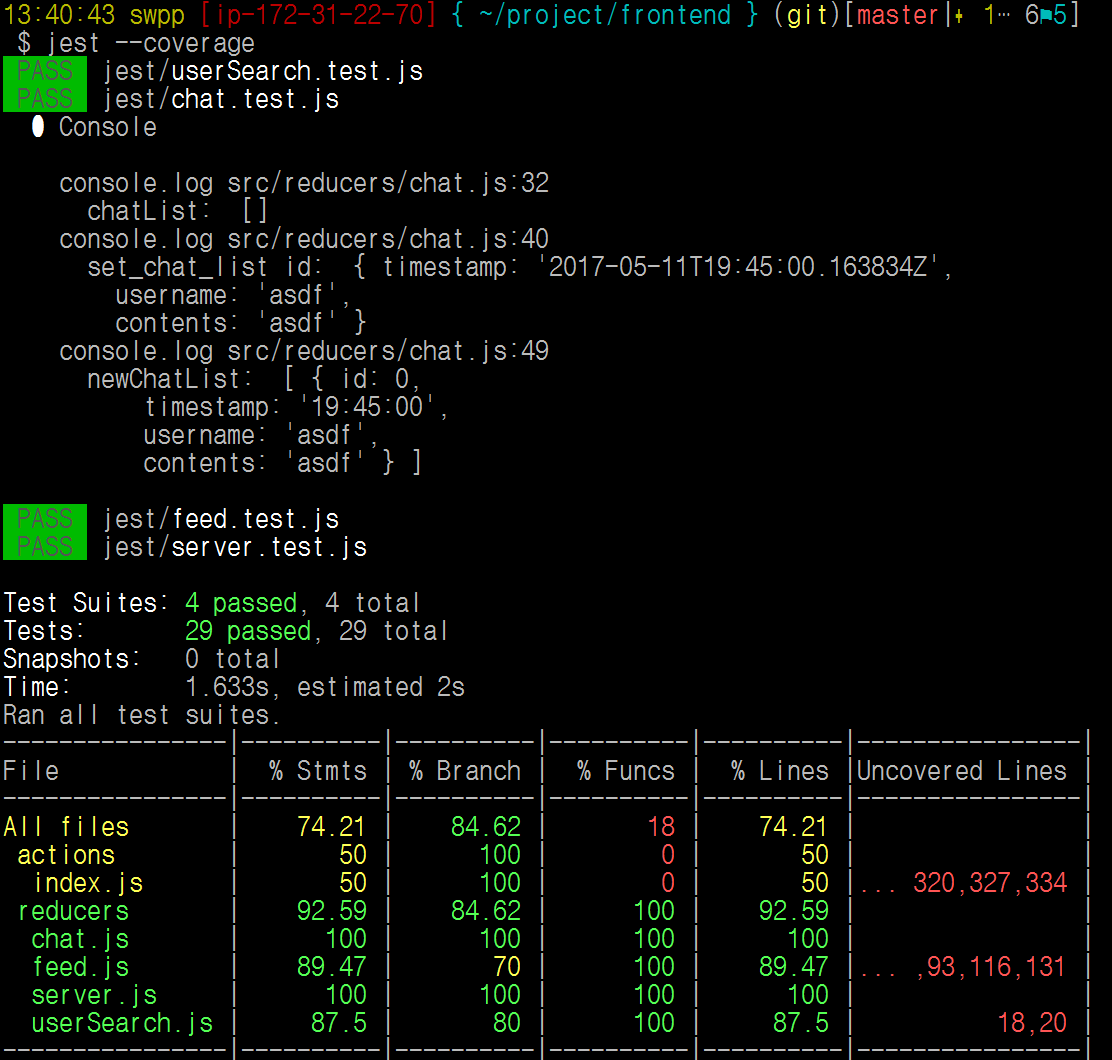 13:40:43 swpp [ip-172-31-22-70] { ~/project/frontend } (git)[master|✚ 1… 6⚑5]
$ jest --coverage
PASS jest/userSearch.test.js
PASS jest/chat.test.js
● Console
console.log src/reducers/chat.js:32
chatList:  []
console.log src/reducers/chat.js:40
set_chat_list id:  { timestamp: '2017-05-11T19:45:00.163834Z',
username: 'asdf',
contents: 'asdf' }
console.log src/reducers/chat.js:49
newChatList:  [ { id: 0,
timestamp: '19:45:00',
username: 'asdf',
contents: 'asdf' } ]
PASS jest/feed.test.js
PASS jest/server.test.js
Test Suites: 4 passed, 4 total
Tests:       29 passed, 29 total
Snapshots:   0 total
Time:        1.633s, estimated 2s
Ran all test suites.
----------------|----------|----------|----------|----------|----------------|
File            |  % Stmts | % Branch |  % Funcs |  % Lines |Uncovered Lines |
----------------|----------|----------|----------|----------|----------------|
All files       |    74.21 |    84.62 |       18 |    74.21 |                |
actions        |       50 |      100 |        0 |       50 |                |
index.js      |       50 |      100 |        0 |       50 |... 320,327,334 |
reducers       |    92.59 |    84.62 |      100 |    92.59 |                |
chat.js       |      100 |      100 |      100 |      100 |                |
feed.js       |    89.47 |       70 |      100 |    89.47 |... ,93,116,131 |
server.js     |      100 |      100 |      100 |      100 |                |
userSearch.js |     87.5 |       80 |      100 |     87.5 |          18,20 |
----------------|----------|----------|----------|----------|----------------|